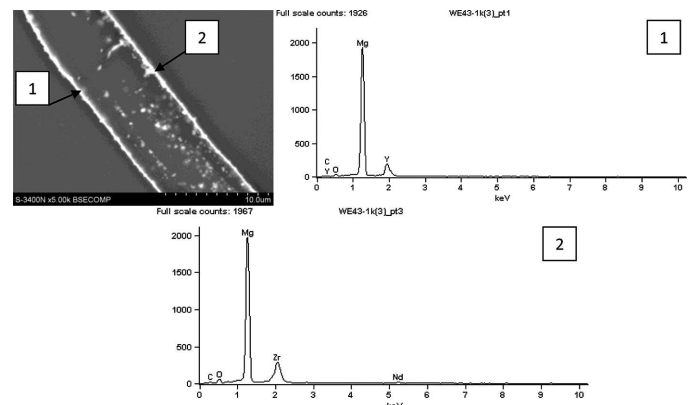 2
1
S-3400N x5.00k BSECOMP 10.0um
Full scale counts: 1926 WE43-1k(3)_pt1
1
2000
1500
1000
500
0
Mg
C
Y O
Y
0 1 2 3 4 5 6 7 8 9 10
keV
Full scale counts: 1967 WE43-1k(3)_pt3
2
2000
1500
1000
500
0
Mg
Zr
C O
Nd
0 1 2 3 4 5 6 7 8 9 10
keV